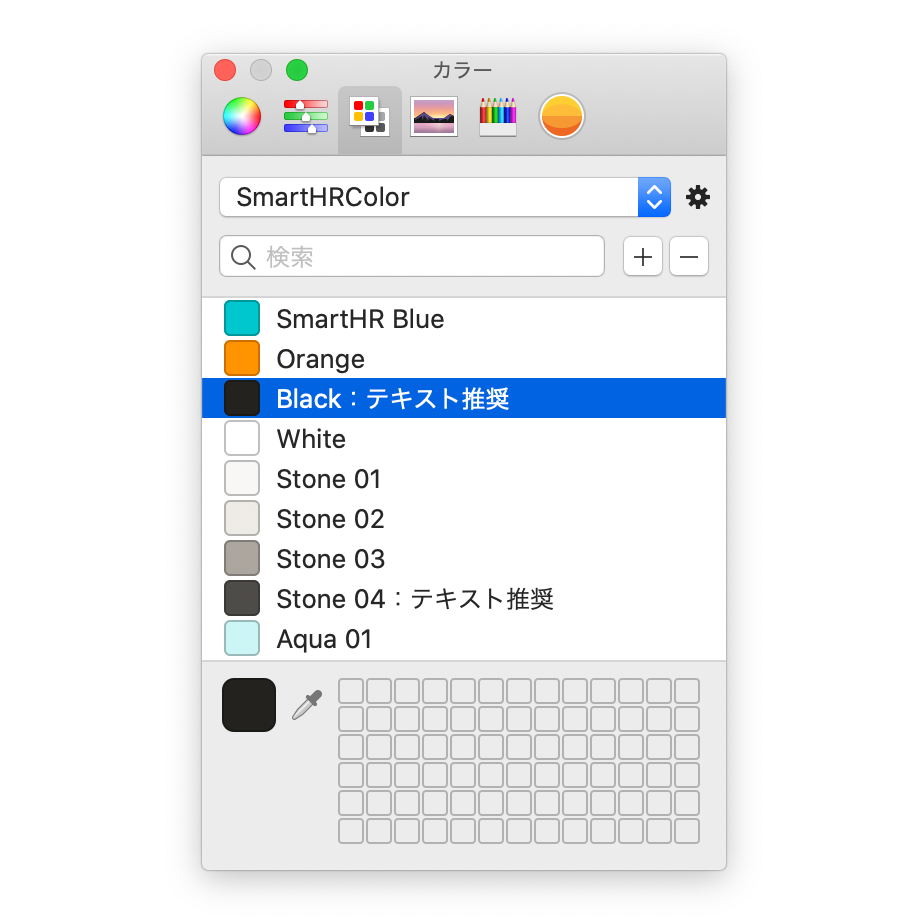 カラー
SmartHRColor
検索
SmartHR Blue
Orange
Black：テキスト推奨
White
Stone 01
Stone 02
Stone 03
Stone 04：テキスト推奨
Aqua 01